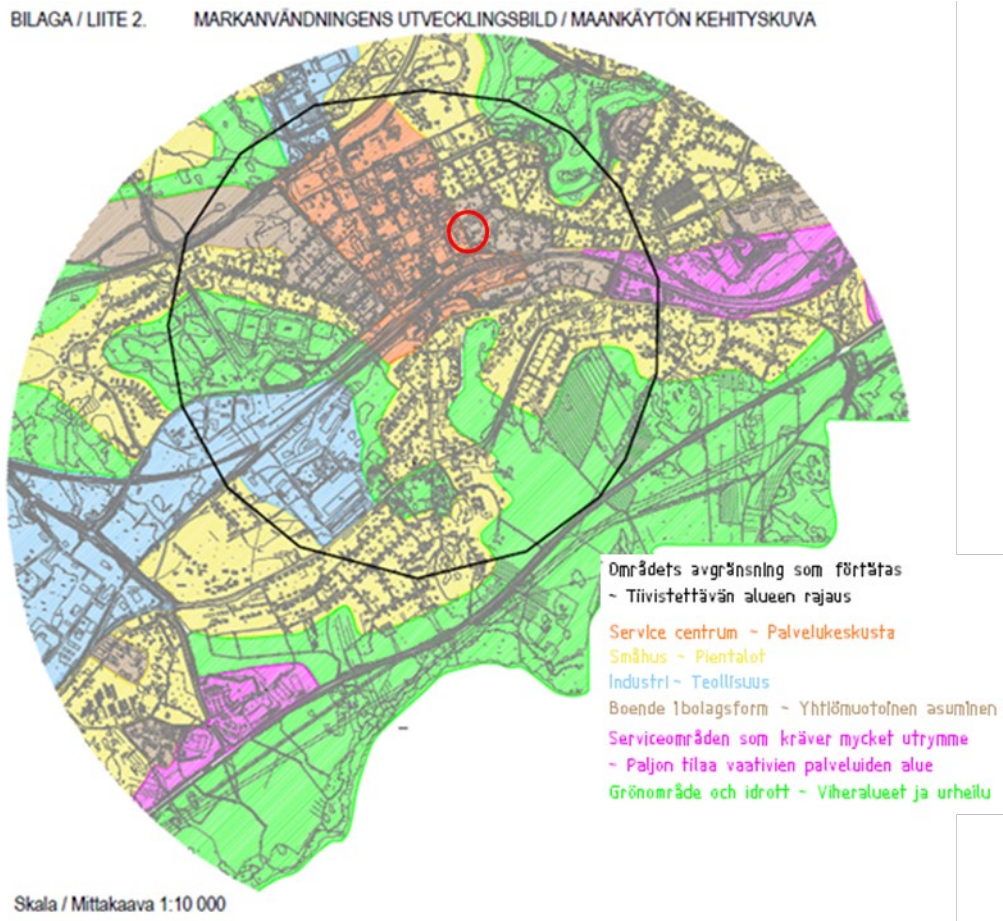 BILAGA / LIITE 2. MARKANVÄNDNINGENS UTVECKLINGSBILD / MAANKÄYTÖN KEHITYSKUVA
Områdets avgränsning som förtätas
~ Tiivistettävän alueen rajaus
Service centrum ~ Palvelukeskusta
Småhus ~ Pientalot
Industri ~ Teollisuus
Boende ibolagsform ~ Yhtiömuotoinen asuminen
Serviceområden som kräver mycket utrymme
~ Paljon tilaa vaativien palveluiden alue
Grönområde och idrott ~ Viheralueet ja urheilu
Skala / Mittakaava 1:10 000